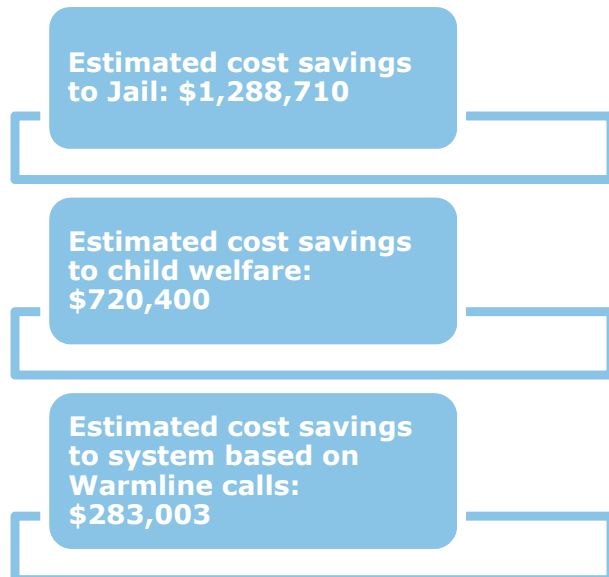 Estimated cost savings
to Jail: $1,288,710
Estimated cost savings
to child welfare:
$720,400
Estimated cost savings
to system based on
Warmline calls:
$283,003